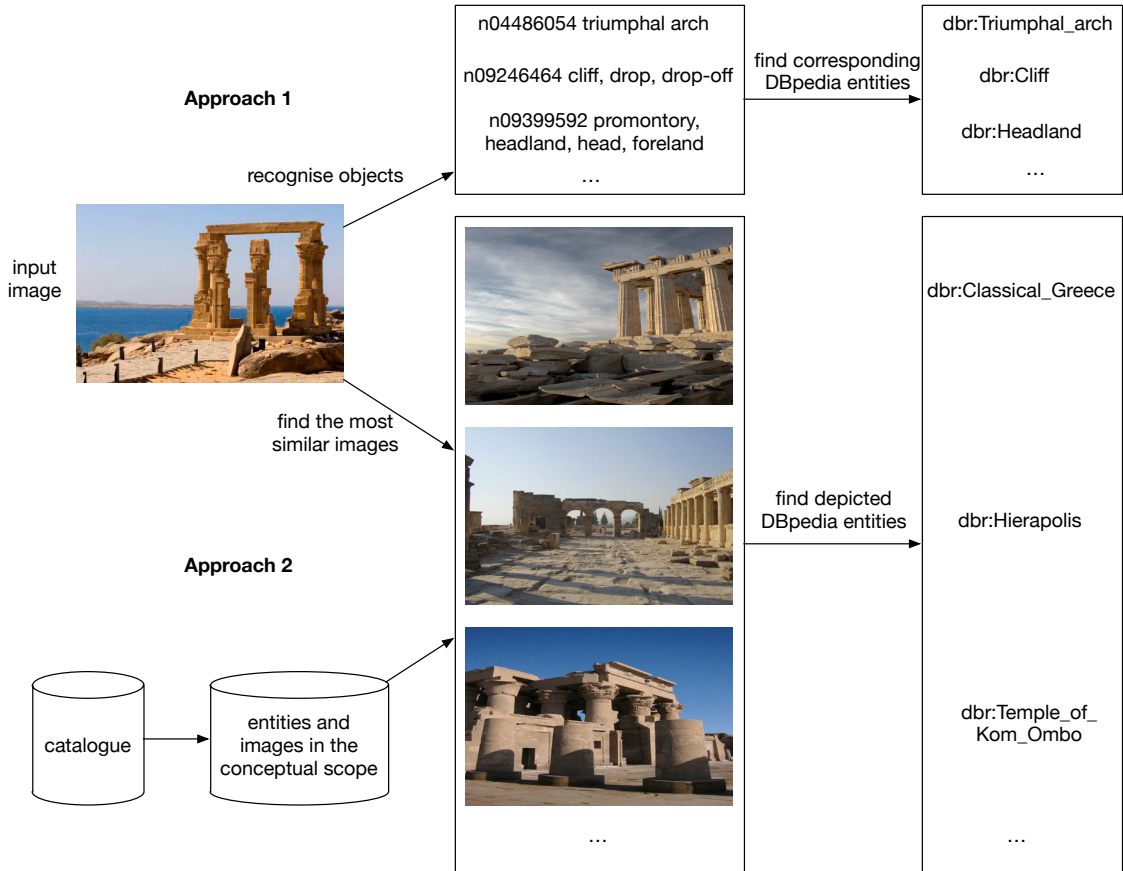 Approach 1
input
image
recognise objects
n04486054 triumphal arch
n09246464 cliff, drop, drop-off
n09399592 promontory,
headland, head, foreland
...
find corresponding
DBpedia entities
dbr:Triumphal_arch
dbr:Cliff
dbr:Headland
...
find the most
similar images
Approach 2
catalogue
entities and
images in the
conceptual scope
...
find depicted
DBpedia entities
dbr:Classical_Greece
dbr:Hierapolis
dbr:Temple_of_
Kom_Ombo
...